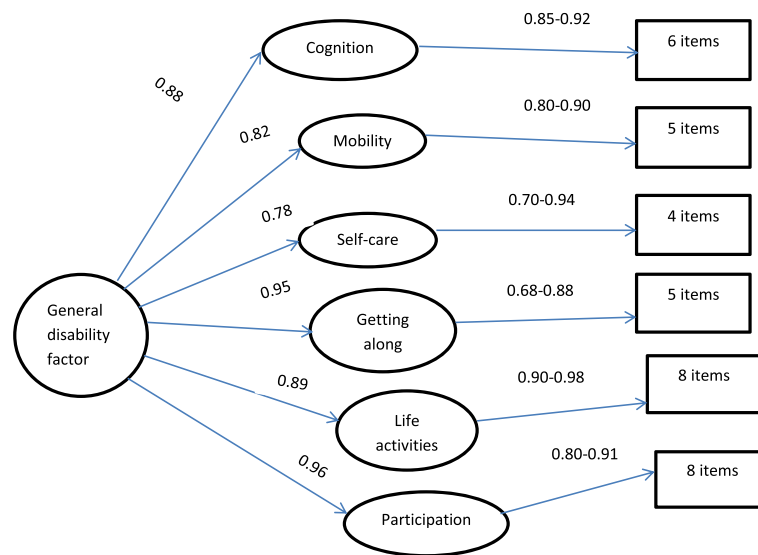 0.85-0.92
Cognition
6 items
0.88
0.80-0.90
0.82
Mobility
5 items
0.70-0.94
0.78
Self-care
4 items
0.95
0.68-0.88
5 items
General
disability
factor
Getting
along
0.89
0.90-0.98
8 items
Life
activities
0.80-0.91
0.96
8 items
Participation